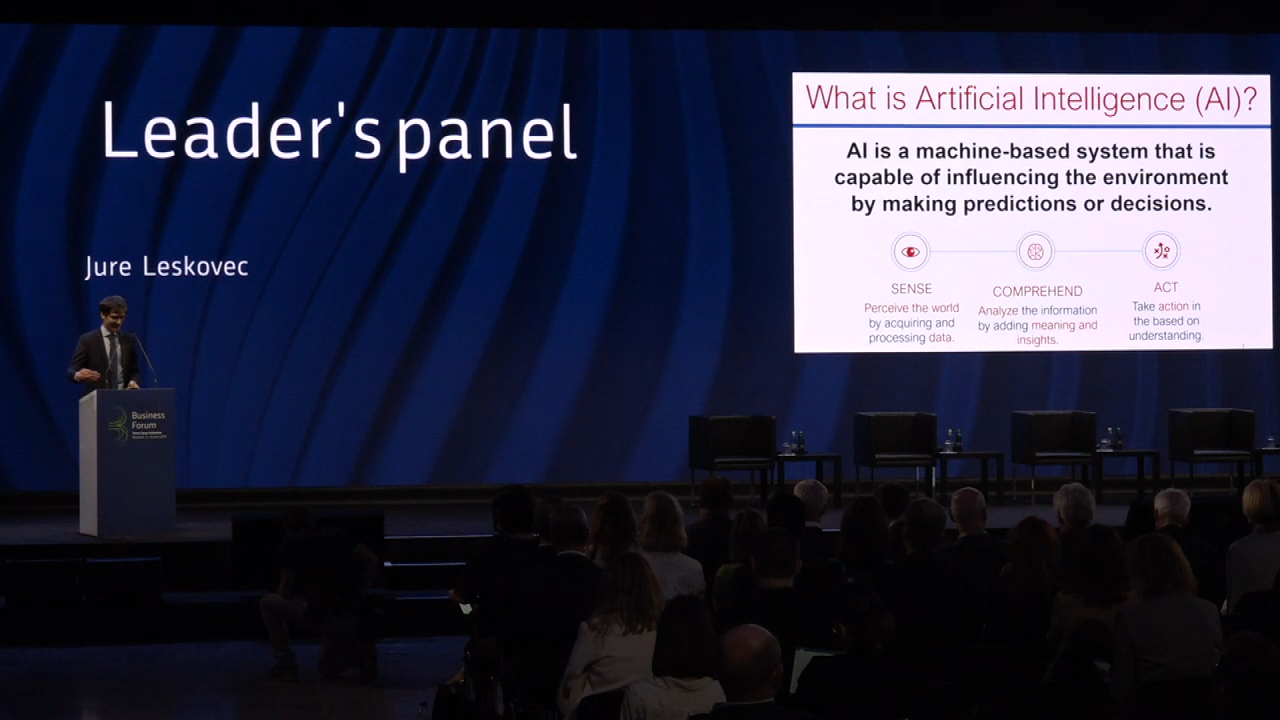 Leader's panel
Jure Leskovec
What is Artificial Intelligence (AI)?
AI is a machine-based system that is
capable of influencing the environment
by making predictions or decisions.
SENSE
Perceive the world
by acquiring and
processing data.
COMPREHEND
Analyze the information
by adding meaning and
insights.
ACT
Take action in
the based on
understanding.
Business
Forum